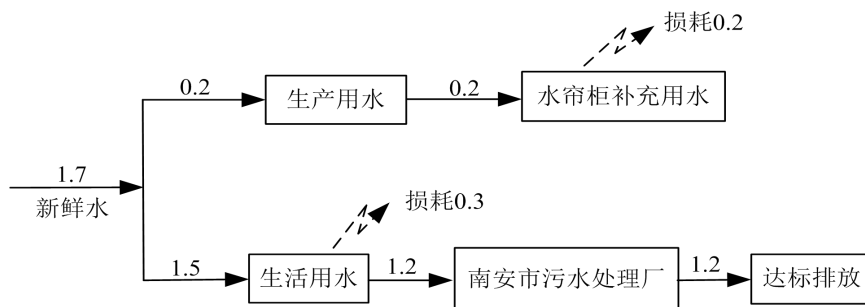 损耗0.2
0.2
生产用水
0.2
水帘柜补充用水
1.7
新鲜水
损耗0.3
1.5
生活用水
1.2
南安市污水处理厂
1.2
达标排放